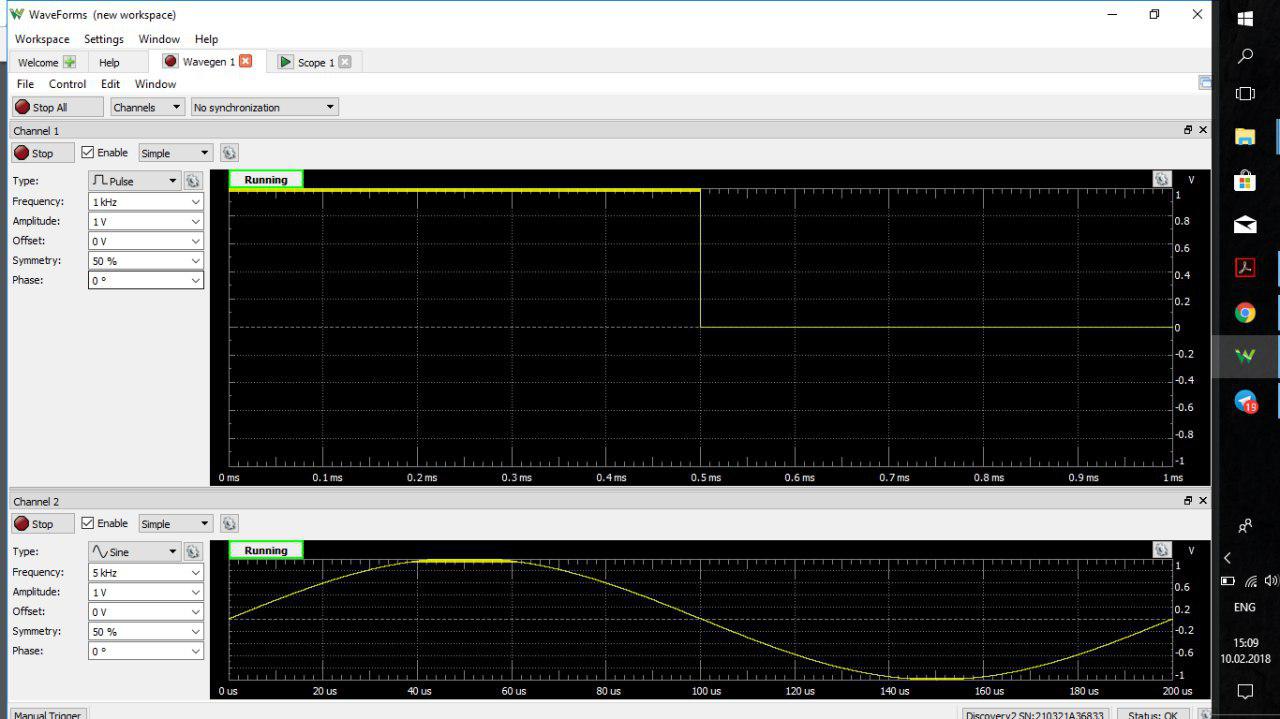 WaveForms (new workspace)
Workspace Settings Window Help
Welcome Help Wavegen 1 Scope 1
File Control Edit Window
Stop All Channels No synchronization
Channel 1
Stop Enable Simple
Running V
Type: Pulse
Frequency: 1 kHz
Amplitude: 1 V
Offset: 0 V
Symmetry: 50 %
Phase: 0 °
1
0.8
0.6
0.4
0.2
0
-0.2
-0.4
-0.6
-0.8
-1
0 ms 0.1 ms 0.2 ms 0.3 ms 0.4 ms 0.5 ms 0.6 ms 0.7 ms 0.8 ms 0.9 ms 1 ms
Channel 2
Stop Enable Simple
Running V
Type: Sine
Frequency: 5 kHz
Amplitude: 1 V
Offset: 0 V
Symmetry: 50 %
Phase: 0 °
1
0.6
0.2
-0.2
-0.6
-1
0 us 20 us 40 us 60 us 80 us 100 us 120 us 140 us 160 us 180 us 200 us
Manual Trigger Discovery2 SN:210321A36833 Status: OK
19
ENG
15:09
10.02.2018